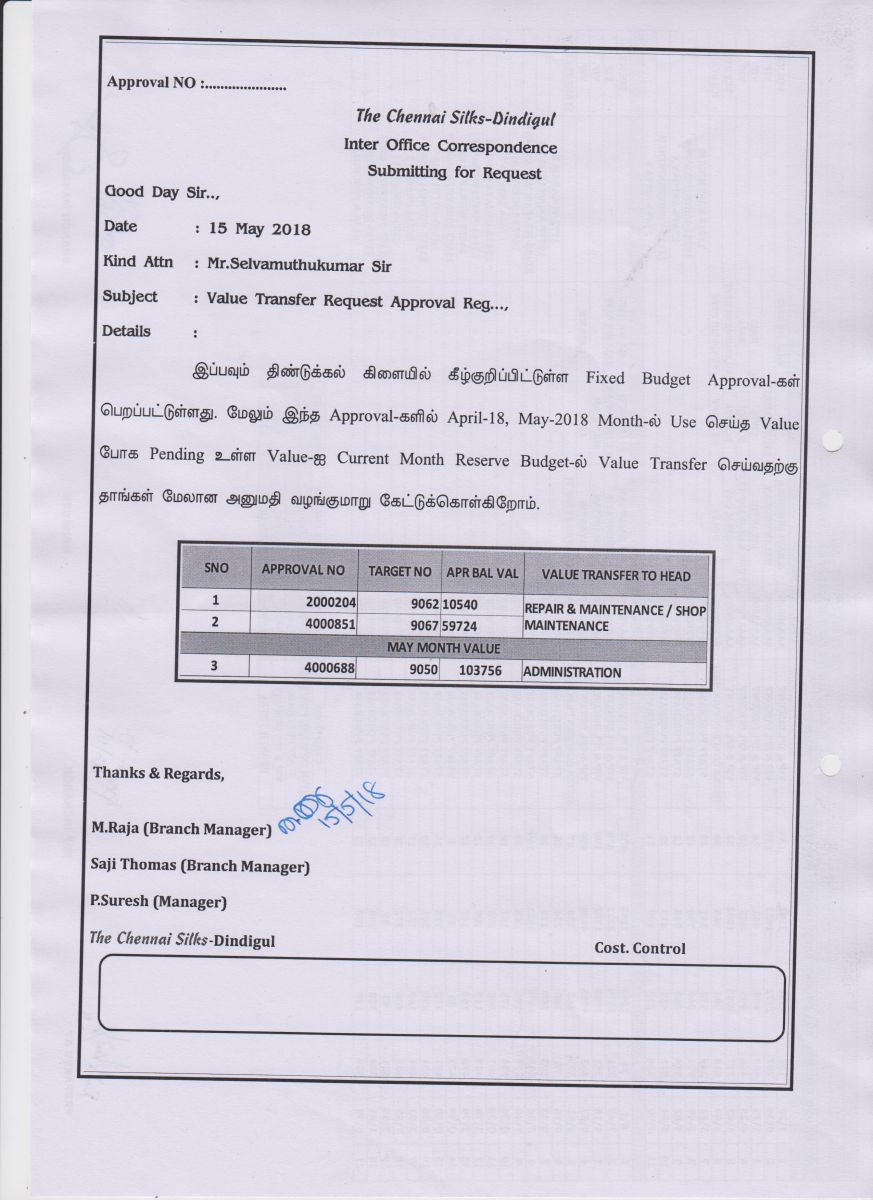 Approval NO :.....................
The Chennai Silks-Dindigul
Inter Office Correspondence
Submitting for Request
Good Day Sir..,
Date : 15 May 2018
Kind Attn : Mr.Selvamuthukumar Sir
Subject : Value Transfer Request Approval Reg...,
Details :
இப்பவும் திண்டுக்கல் கிளையில் கீழ்குறிப்பிட்டுள்ள Fixed Budget Approval-கள்
பெறப்பட்டுள்ளது. மேலும் இந்த Approval-களில் April-18, May-2018 Month-ல் Use செய்த Value
போக Pending உள்ள Value-ஐ Current Month Reserve Budget-ல் Value Transfer செய்வதற்கு
தாங்கள் மேலான அனுமதி வழங்குமாறு கேட்டுக்கொள்கிறோம்.
SNO APPROVAL NO TARGET NO APR BAL VAL VALUE TRANSFER TO HEAD
1 2000204 9062 10540 REPAIR & MAINTENANCE / SHOP
2 4000851 9067 59724 MAINTENANCE
MAY MONTH VALUE
3 4000688 9050 103756 ADMINISTRATION
Thanks & Regards,
15/5/18
M.Raja (Branch Manager)
Saji Thomas (Branch Manager)
P.Suresh (Manager)
The Chennai Silks-Dindigul Cost. Control